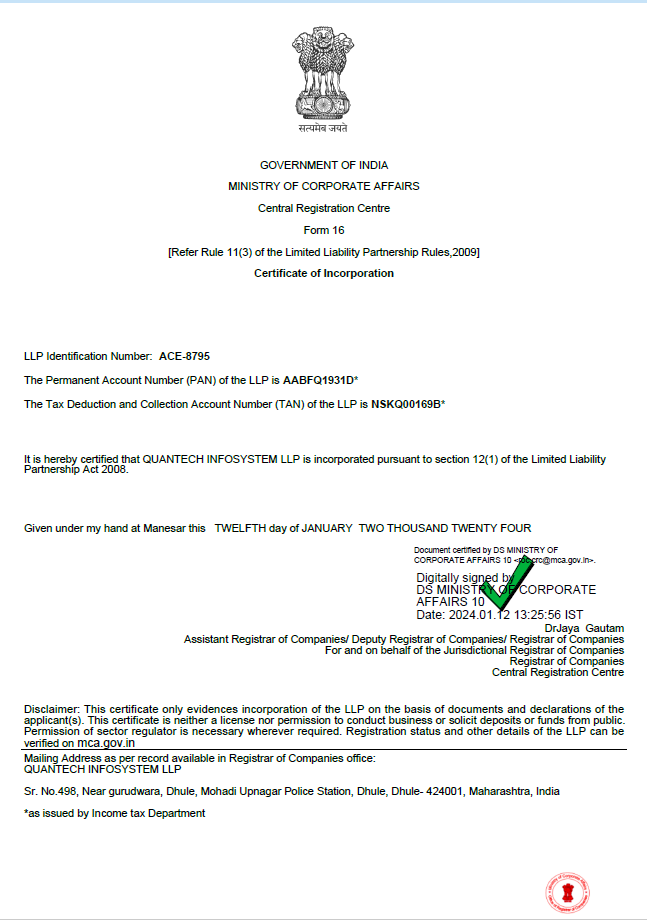 सत्यमेव जयते
GOVERNMENT OF INDIA
MINISTRY OF CORPORATE AFFAIRS
Central Registration Centre
Form 16
[Refer Rule 11(3) of the Limited Liability Partnership Rules,2009]
Certificate of Incorporation
LLP Identification Number: ACE-8795
The Permanent Account Number (PAN) of the LLP is AABFQ1931D*
The Tax Deduction and Collection Account Number (TAN) of the LLP is NSKQ00169B*
It is hereby certified that QUANTECH INFOSYSTEM LLP is incorporated pursuant to section 12(1) of the Limited Liability
Partnership Act 2008.
Given under my hand at Manesar this TWELFTH day of JANUARY TWO THOUSAND TWENTY FOUR
Document certified by DS MINISTRY OF
CORPORATE AFFAIRS 10 <roc.crc@mca.gov.in>.
Digitally signed by
DS MINISTRY OF CORPORATE
AFFAIRS 10
Date: 2024.01.12 13:25:56 IST
DrJaya Gautam
Assistant Registrar of Companies/ Deputy Registrar of Companies/ Registrar of Companies
For and on behalf of the Jurisdictional Registrar of Companies
Registrar of Companies
Central Registration Centre
Disclaimer: This certificate only evidences incorporation of the LLP on the basis of documents and declarations of the
applicant(s). This certificate is neither a license nor permission to conduct business or solicit deposits or funds from public.
Permission of sector regulator is necessary wherever required. Registration status and other details of the LLP can be
verified on mca.gov.in
Mailing Address as per record available in Registrar of Companies office:
QUANTECH INFOSYSTEM LLP
Sr. No.498, Near gurudwara, Dhule, Mohadi Upnagar Police Station, Dhule, Dhule- 424001, Maharashtra, India
*as issued by Income tax Department